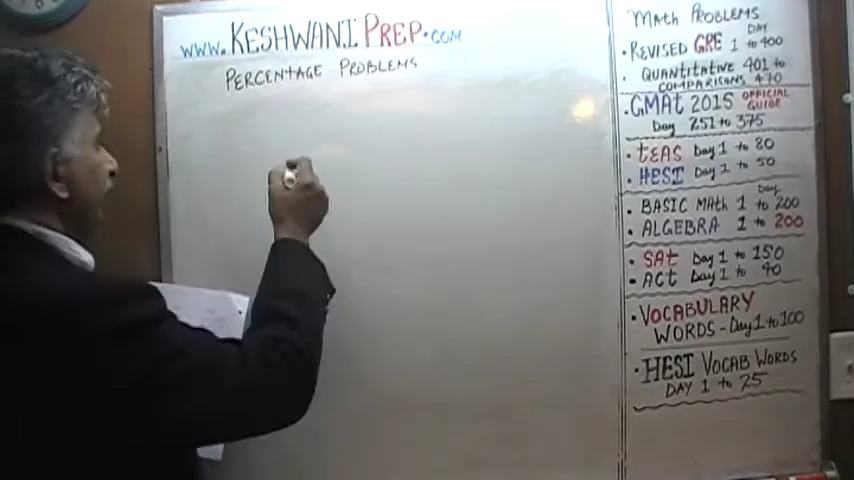 www.KESHWANIPREP.COM
PERCENTAGE PROBLEMS
MATH PROBLEMS
• REVISED GRE DAY 1 to 400
• QUANTITATIVE 401 to
COMPARISONS 470
• GMAT 2015 OFFICIAL GUIDE
Day 251 to 375
• TEAS Day 1 to 80
• HESI Day 1 to 50
• BASIC MATH Day 1 to 200
• ALGEBRA 1 to 200
• SAT Day 1 to 150
• ACT Day 1 to 40
• VOCABULARY
WORDS - Day 1 to 100
• HESI VOCAB WORDS
DAY 1 to 25